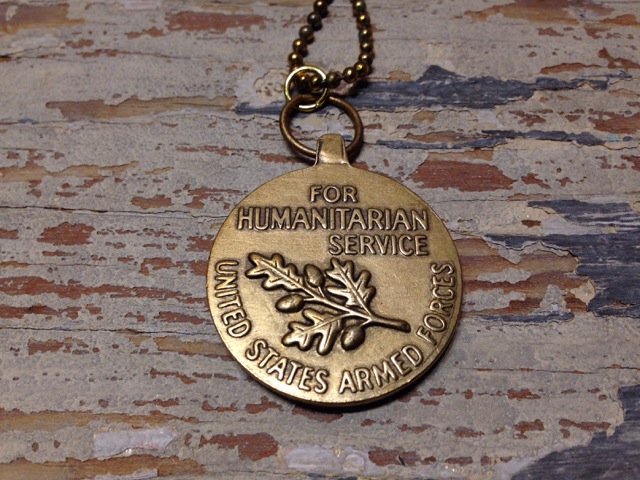 FOR
HUMANITARIAN
SERVICE
UNITED STATES ARMED FORCES